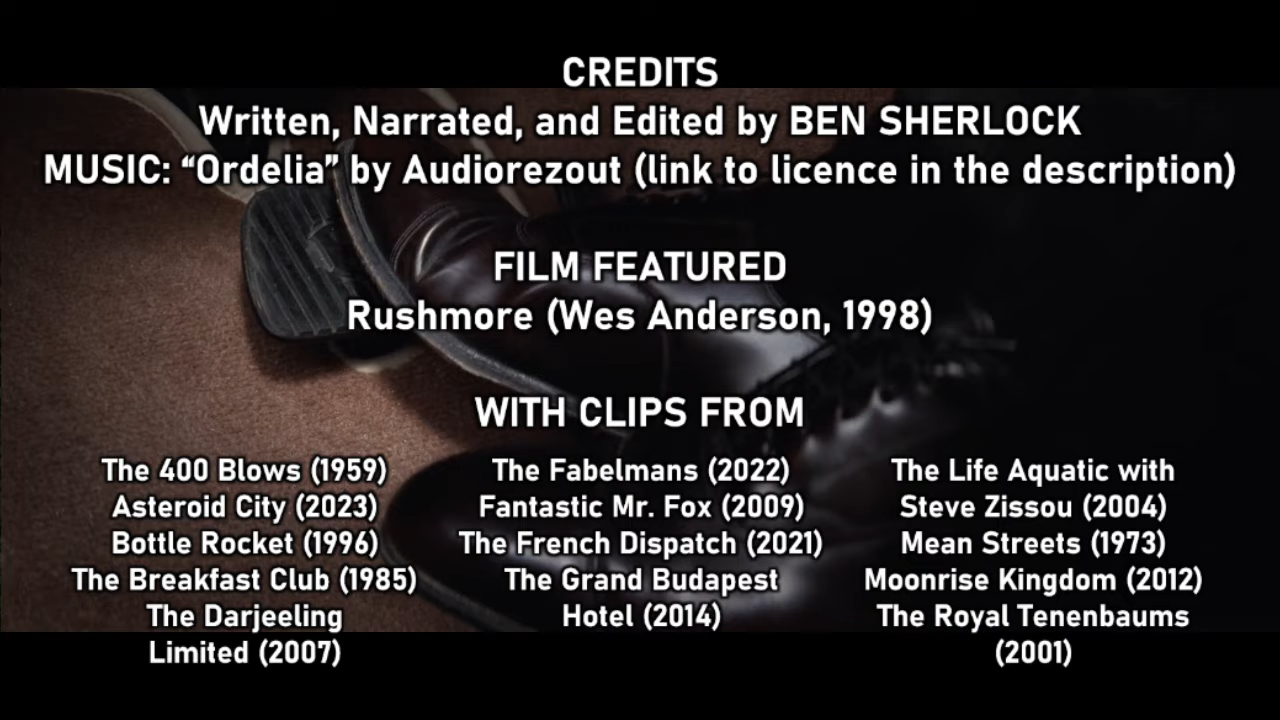 CREDITS
Written, Narrated, and Edited by BEN SHERLOCK
MUSIC: “Ordelia” by Audiorezout (link to licence in the description)
FILM FEATURED
Rushmore (Wes Anderson, 1998)
WITH CLIPS FROM
The 400 Blows (1959)
Asteroid City (2023)
Bottle Rocket (1996)
The Breakfast Club (1985)
The Darjeeling
Limited (2007)
The Fabelmans (2022)
Fantastic Mr. Fox (2009)
The French Dispatch (2021)
The Grand Budapest
Hotel (2014)
The Life Aquatic with
Steve Zissou (2004)
Mean Streets (1973)
Moonrise Kingdom (2012)
The Royal Tenenbaums
(2001)